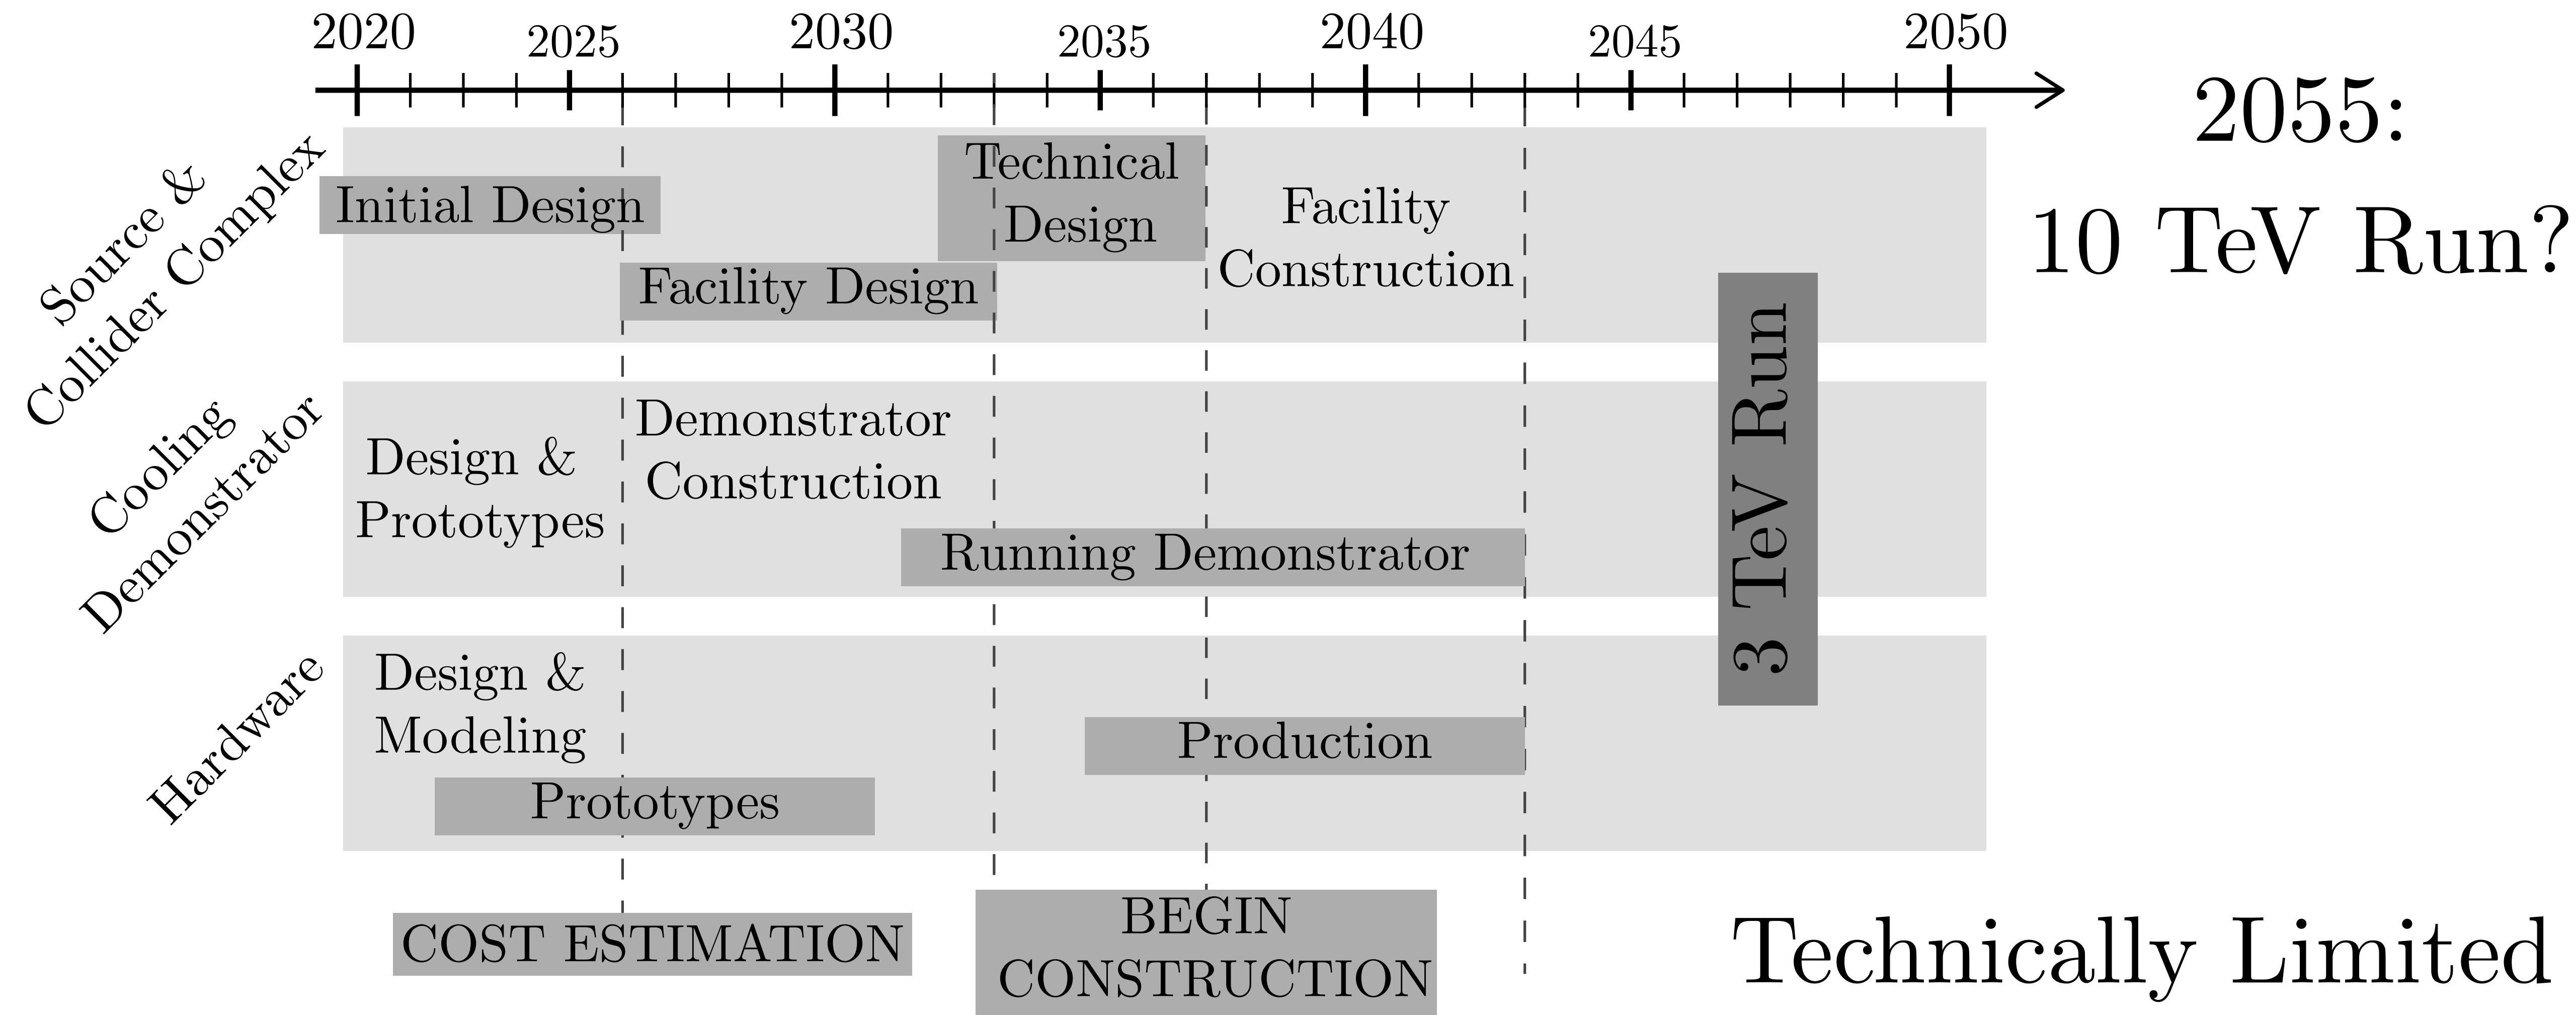 2020
2025
2030
2035
2040
2045
2050
2055:
10 TeV Run?
Source &
Collider Complex
Initial Design
Facility Design
Technical
Design
Facility
Construction
Cooling
Demonstrator
Design &
Prototypes
Demonstrator
Construction
Running Demonstrator
3 TeV Run
Hardware
Design &
Modeling
Prototypes
Production
COST ESTIMATION
BEGIN
CONSTRUCTION
Technically Limited